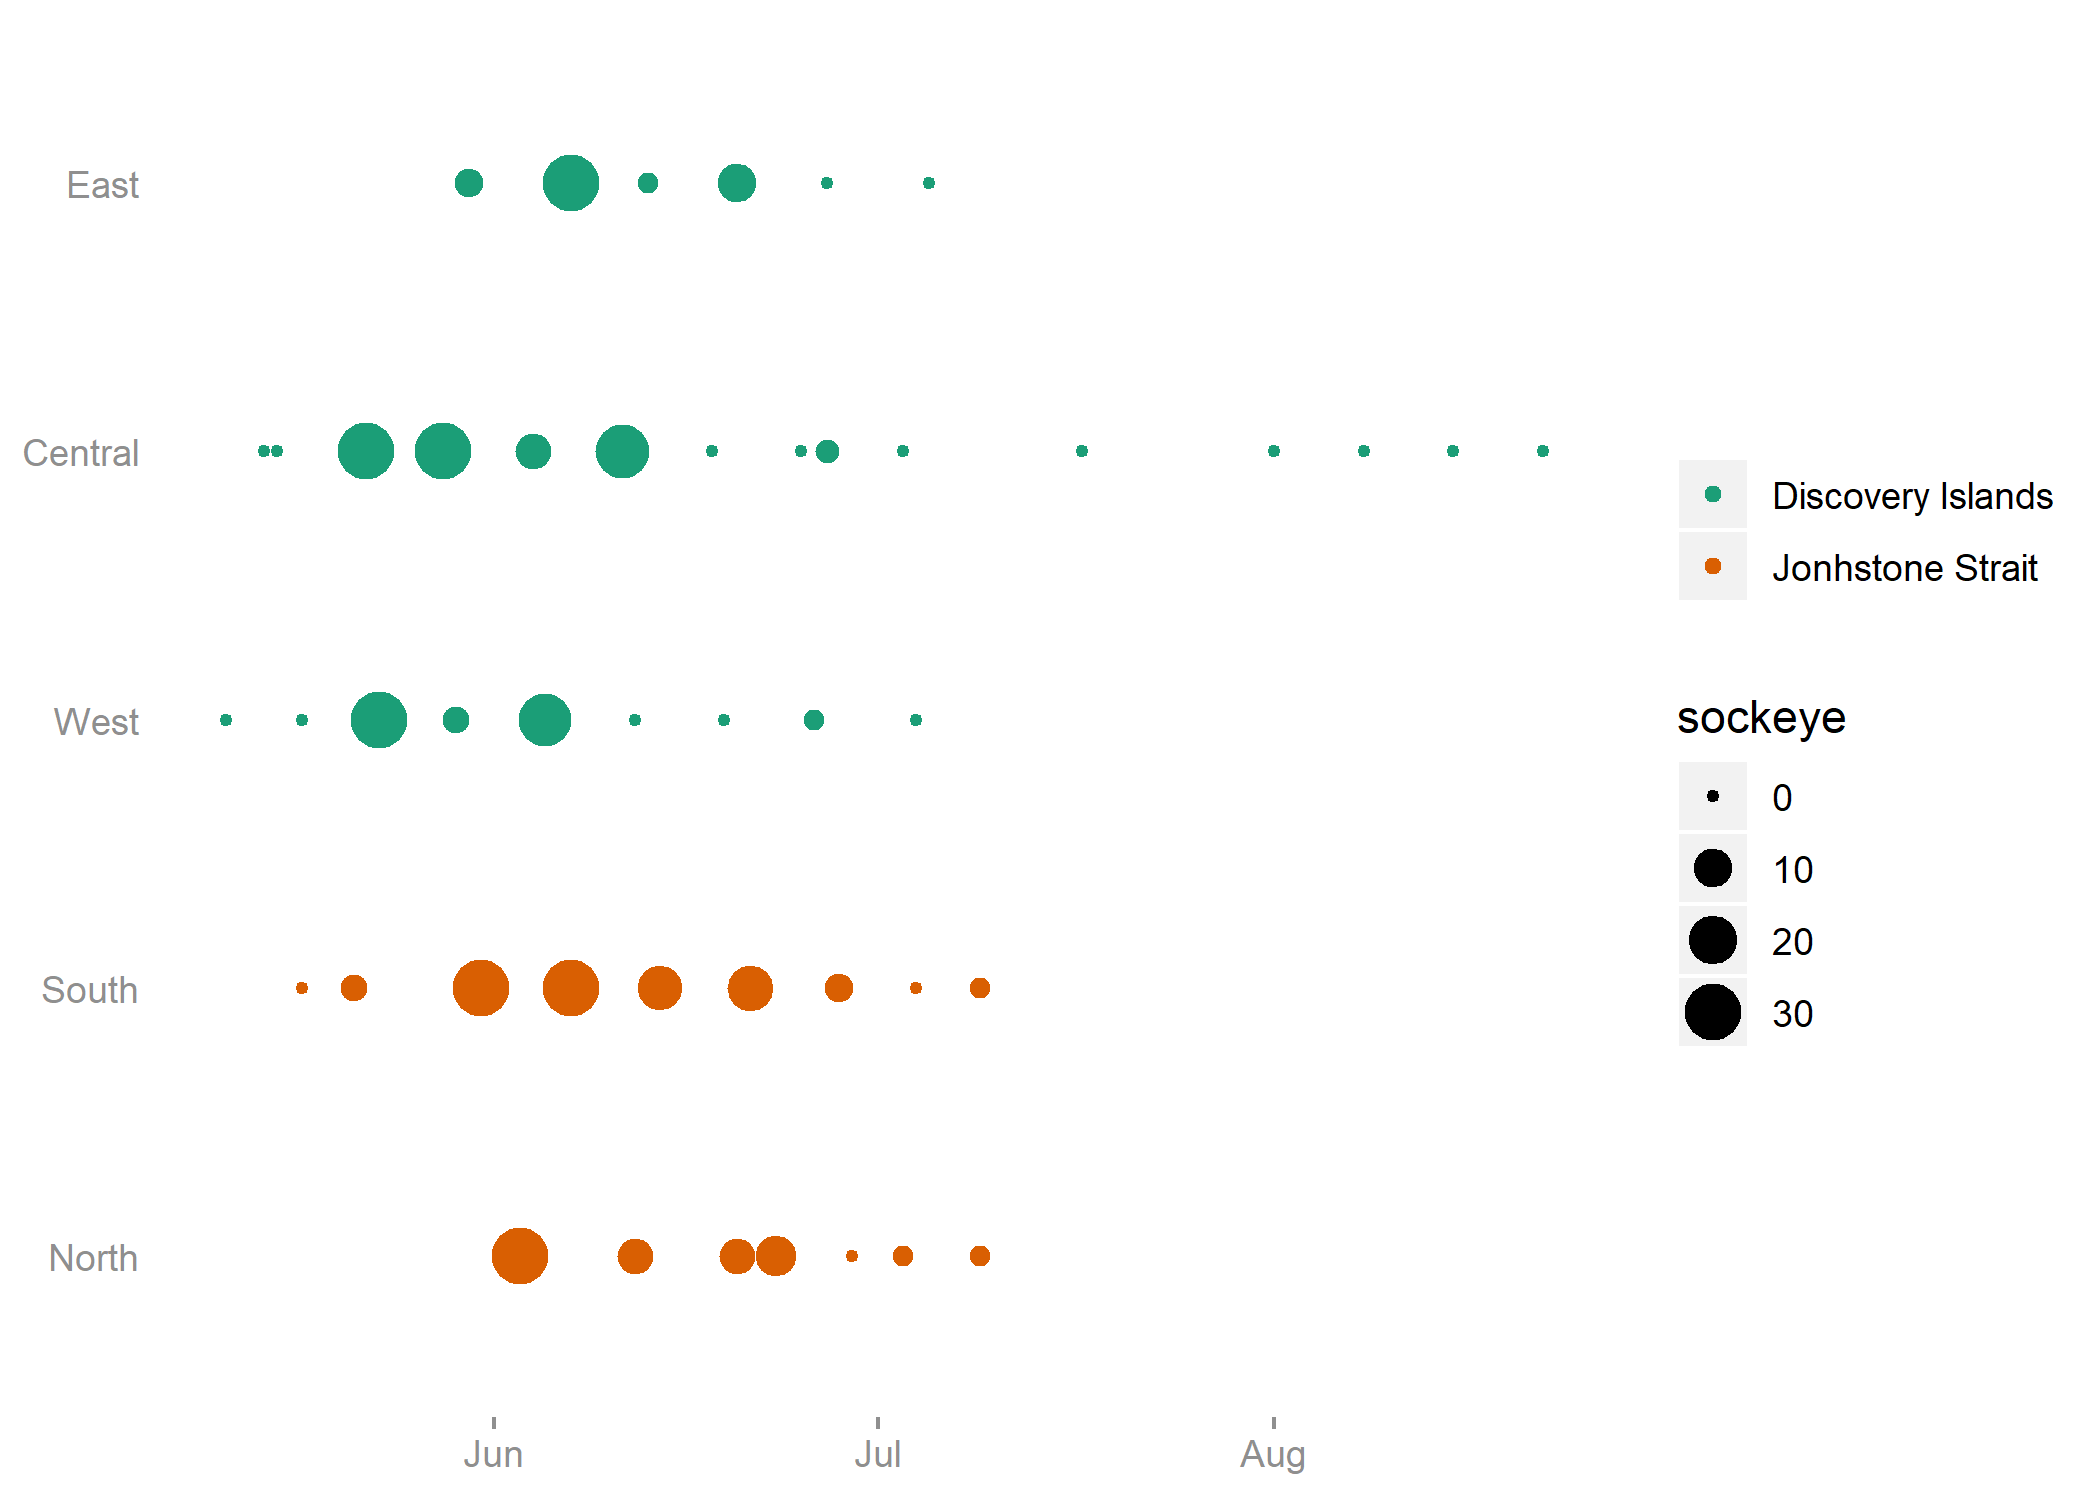 East
Central
West
South
North
Jun
Jul
Aug
Discovery Islands
Jonhstone Strait
sockeye
0
10
20
30